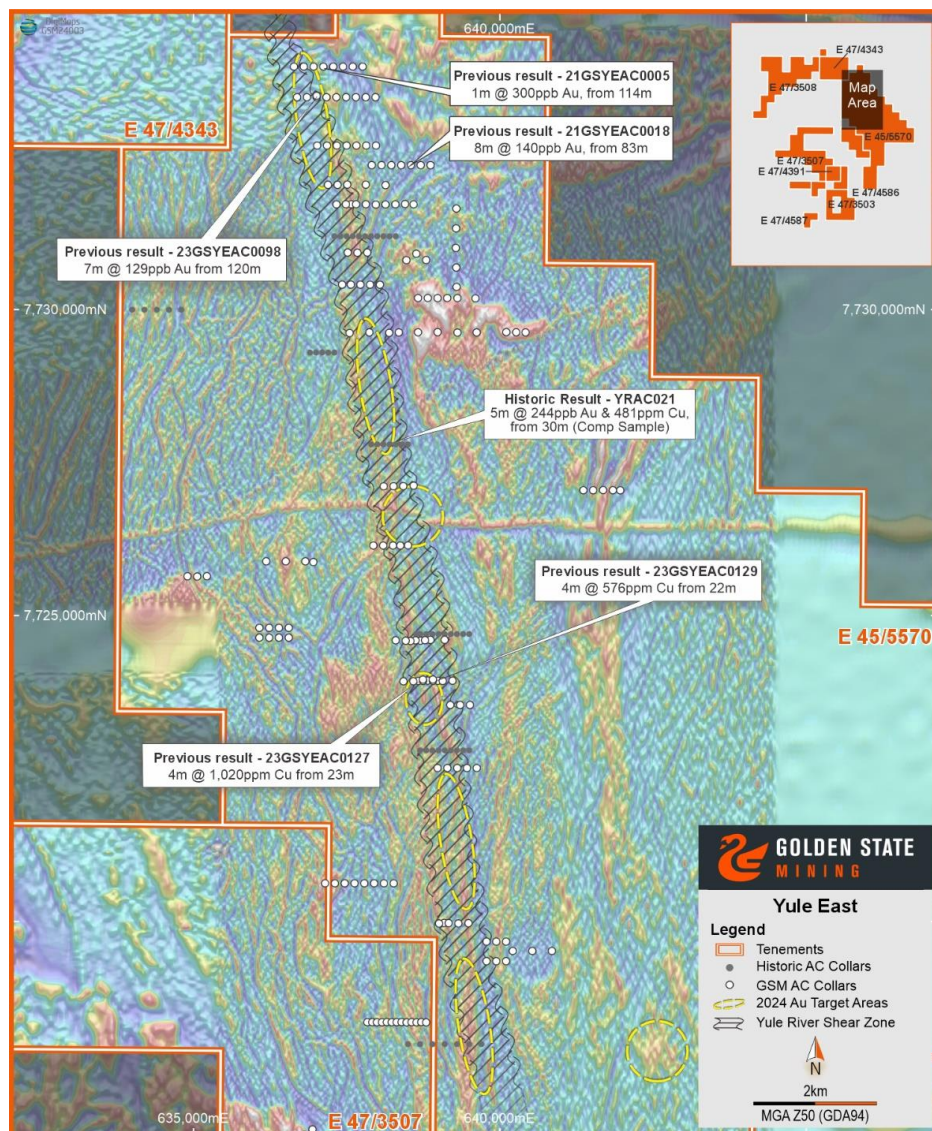 DigiMaps
GSM24003
640,000mE
E 47/4343
Previous result - 21GSYEAC0005
1m @ 300ppb Au, from 114m
Previous result - 21GSYEAC0018
8m @ 140ppb Au, from 83m
Previous result - 23GSYEAC0098
7m @ 129ppb Au from 120m
E 47/4343
E 47/3508
Map
Area
E 45/5570
E 47/3507
E 47/4391
E 47/4586
E 47/3503
E 47/4587
7,730,000mN
7,730,000mN
Historic Result - YRAC021
5m @ 244ppb Au & 481ppm Cu,
from 30m (Comp Sample)
Previous result - 23GSYEAC0129
4m @ 576ppm Cu from 22m
7,725,000mN
E 45/5570
Previous result - 23GSYEAC0127
4m @ 1,020ppm Cu from 23m
GOLDEN STATE
MINING
Yule East
Legend
Tenements
Historic AC Collars
GSM AC Collars
2024 Au Target Areas
Yule River Shear Zone
N
2km
MGA Z50 (GDA94)
635,000mE
E 47/3507
640,000mE